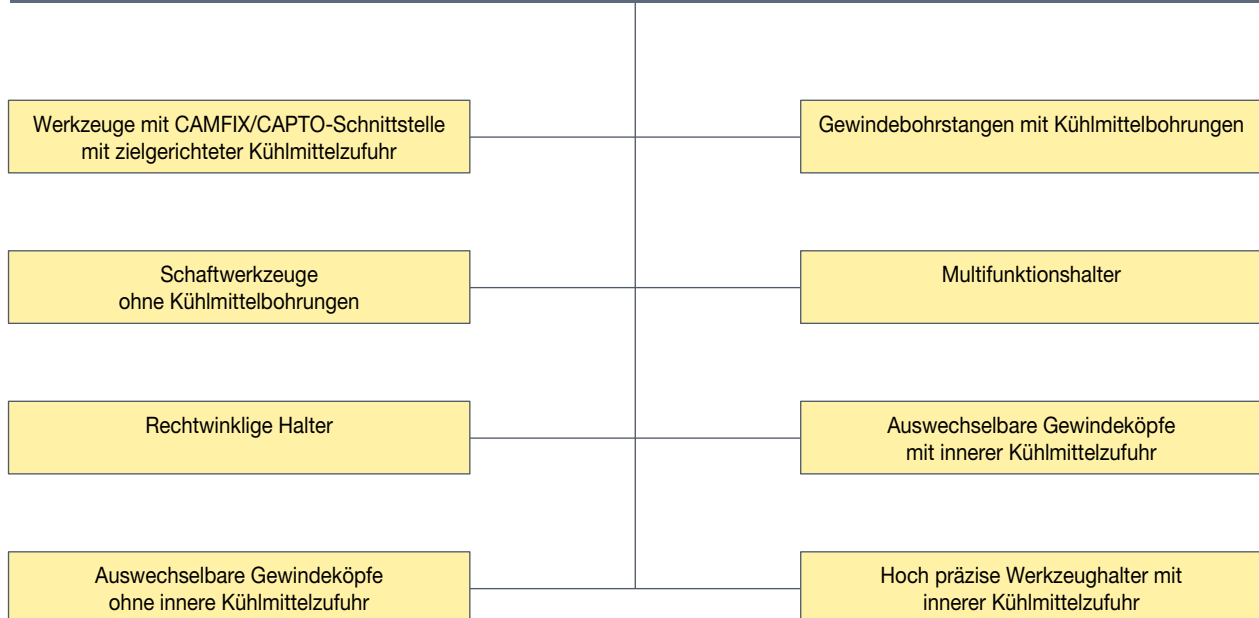 Werkzeuge mit CAMFIX/CAPTO-Schnittstelle
mit zielgerichteter Kühlmittelzufuhr
Gewindebohrstangen mit Kühlmittelbohrungen
Schaftwerkzeuge
ohne Kühlmittelbohrungen
Multifunktionshalter
Rechtwinklige Halter
Auswechselbare Gewindeköpfe
mit innerer Kühlmittelzufuhr
Auswechselbare Gewindeköpfe
ohne innere Kühlmittelzufuhr
Hoch präzise Werkzeughalter mit
innerer Kühlmittelzufuhr